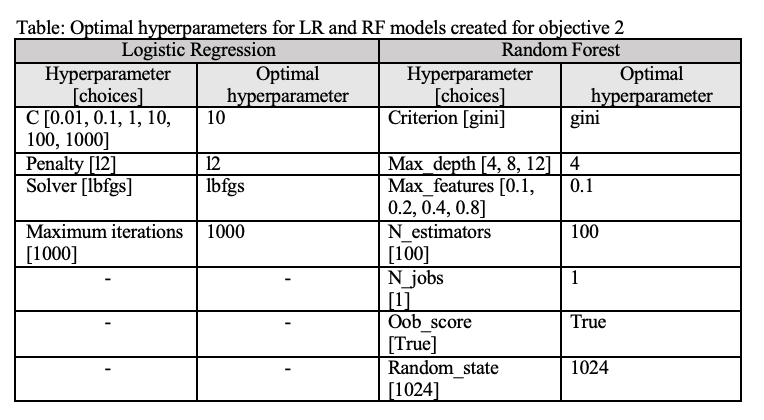 Table: Optimal hyperparameters for LR and RF models created for objective 2
Logistic Regression Random Forest
Hyperparameter [choices] Optimal hyperparameter Hyperparameter [choices] Optimal hyperparameter
C [0.01, 0.1, 1, 10, 100, 1000] 10 Criterion [gini] gini
Penalty [l2] l2 Max_depth [4, 8, 12] 4
Solver [lbfgs] lbfgs Max_features [0.1, 0.2, 0.4, 0.8] 0.1
Maximum iterations [1000] 1000 N_estimators [100] 100
- - N_jobs [1] 1
- - Oob_score [True] True
- - Random_state [1024] 1024